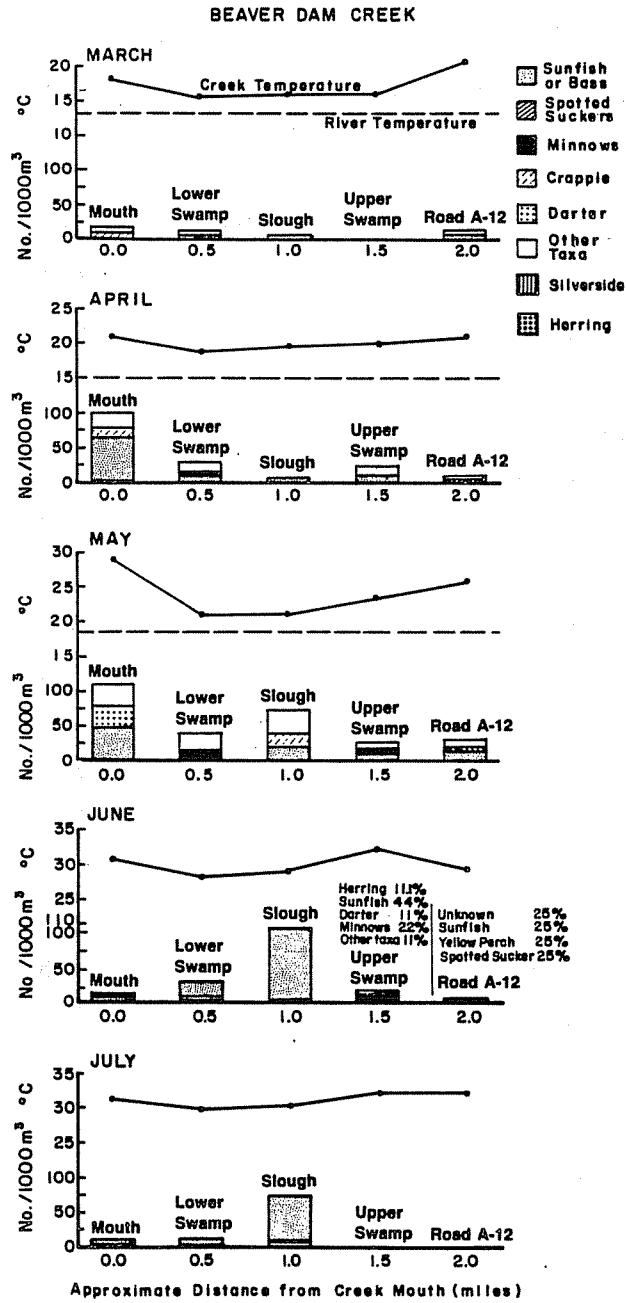 BEAVER DAM CREEK
MARCH
20
15
10
°C
Creek Temperature
River Temperature
100
50
0
No./1000m³
Mouth
Lower Swamp
Slough
Upper Swamp
Road A-12
0.0 0.5 1.0 1.5 2.0
Sunfish or Bass
Spotted Suckers
Minnows
Crappie
Darter
Other Taxa
Silverside
Herring
APRIL
25
20
15
°C
100
50
0
No./1000m³
Mouth
Lower Swamp
Slough
Upper Swamp
Road A-12
0.0 0.5 1.0 1.5 2.0
MAY
30
25
20
15
°C
100
50
0
No./1000m³
Mouth
Lower Swamp
Slough
Upper Swamp
Road A-12
0.0 0.5 1.0 1.5 2.0
JUNE
35
30
25
°C
110
100
50
0
No./1000m³
Mouth
Lower Swamp
Slough
Herring 11.1%
Sunfish 44%
Darter 11%
Minnows 22%
Other taxa 11%
Upper Swamp
Unknown 25%
Sunfish 25%
Yellow Perch 25%
Spotted Sucker 25%
Road A-12
0.0 0.5 1.0 1.5 2.0
JULY
35
30
25
°C
100
50
0
No./1000m³
Mouth
Lower Swamp
Slough
Upper Swamp
Road A-12
0.0 0.5 1.0 1.5 2.0
Approximate Distance from Creek Mouth (miles)